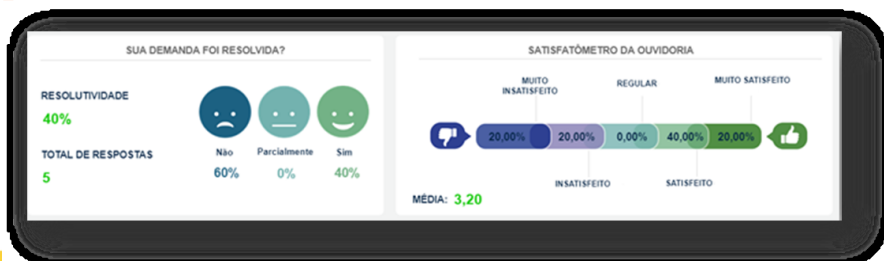 SUA DEMANDA FOI RESOLVIDA?
RESOLUTIVIDADE
40%
TOTAL DE RESPOSTAS
5
Não
Parcialmente
Sim
60%
0%
40%
SATISFATÔMETRO DA OUVIDORIA
MUITO
INSATISFEITO
REGULAR
MUITO SATISFEITO
20,00%
20,00%
0,00%
40,00%
20,00%
INSATISFEITO
SATISFEITO
MÉDIA: 3,20